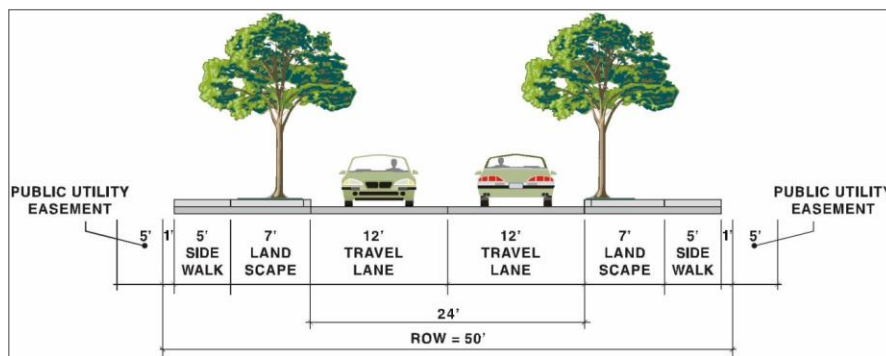 PUBLIC UTILITY
EASEMENT
PUBLIC UTILITY
EASEMENT
5' 1' 5' 7' 12' 12' 7' 5' 1' 5'
SIDE LAND TRAVEL TRAVEL LAND SIDE
WALK SCAPE LANE LANE SCAPE WALK
24'
ROW = 50'